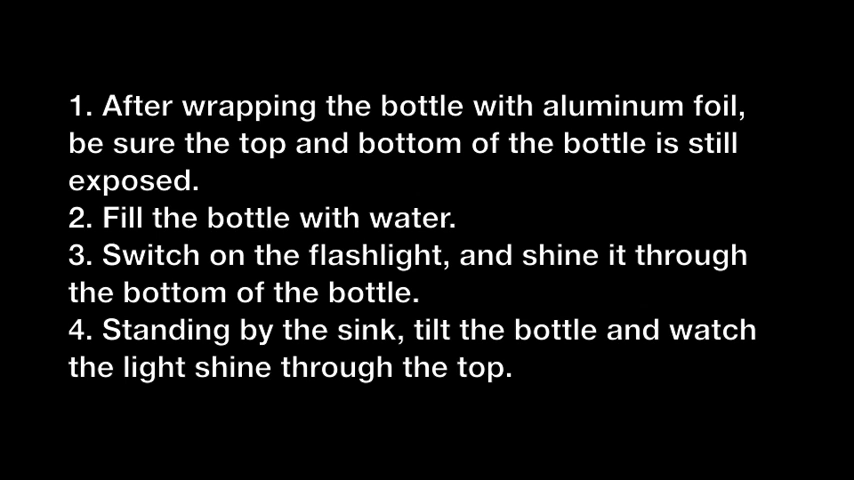 1. After wrapping the bottle with aluminum foil,
be sure the top and bottom of the bottle is still
exposed.
2. Fill the bottle with water.
3. Switch on the flashlight, and shine it through
the bottom of the bottle.
4. Standing by the sink, tilt the bottle and watch
the light shine through the top.